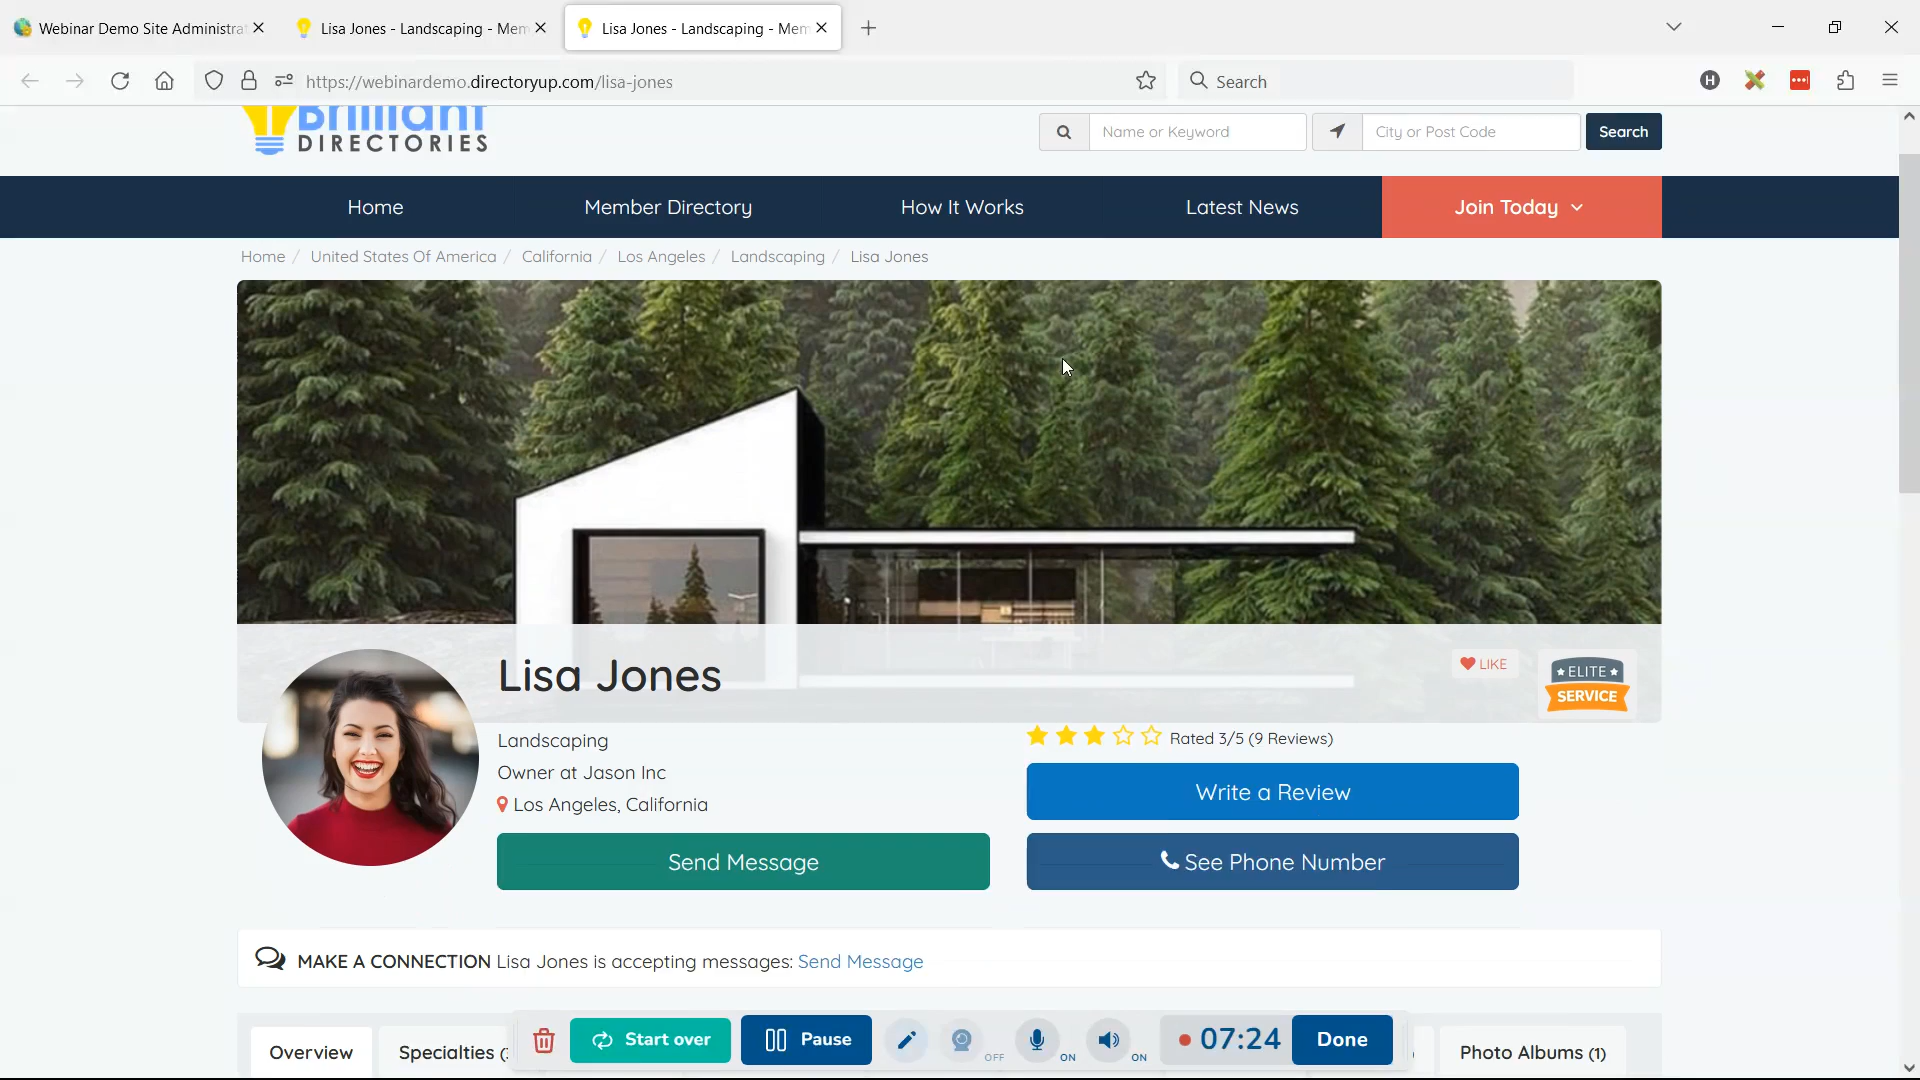 Webinar Demo Site Administrat
Lisa Jones - Landscaping - Mem
Lisa Jones - Landscaping - Mem
https://webinardemo.directoryup.com/lisa-jones
Search
H
Brilliant
DIRECTORIES
Name or Keyword
City or Post Code
Search
Home
Member Directory
How It Works
Latest News
Join Today
Home / United States Of America / California / Los Angeles / Landscaping / Lisa Jones
Lisa Jones
LIKE
ELITE
SERVICE
Landscaping
Rated 3/5 (9 Reviews)
Owner at Jason Inc
Los Angeles, California
Write a Review
Send Message
See Phone Number
MAKE A CONNECTION Lisa Jones is accepting messages: Send Message
Overview
Specialties (
Start over
Pause
OFF
ON
ON
07:24
Done
)
Photo Albums (1)